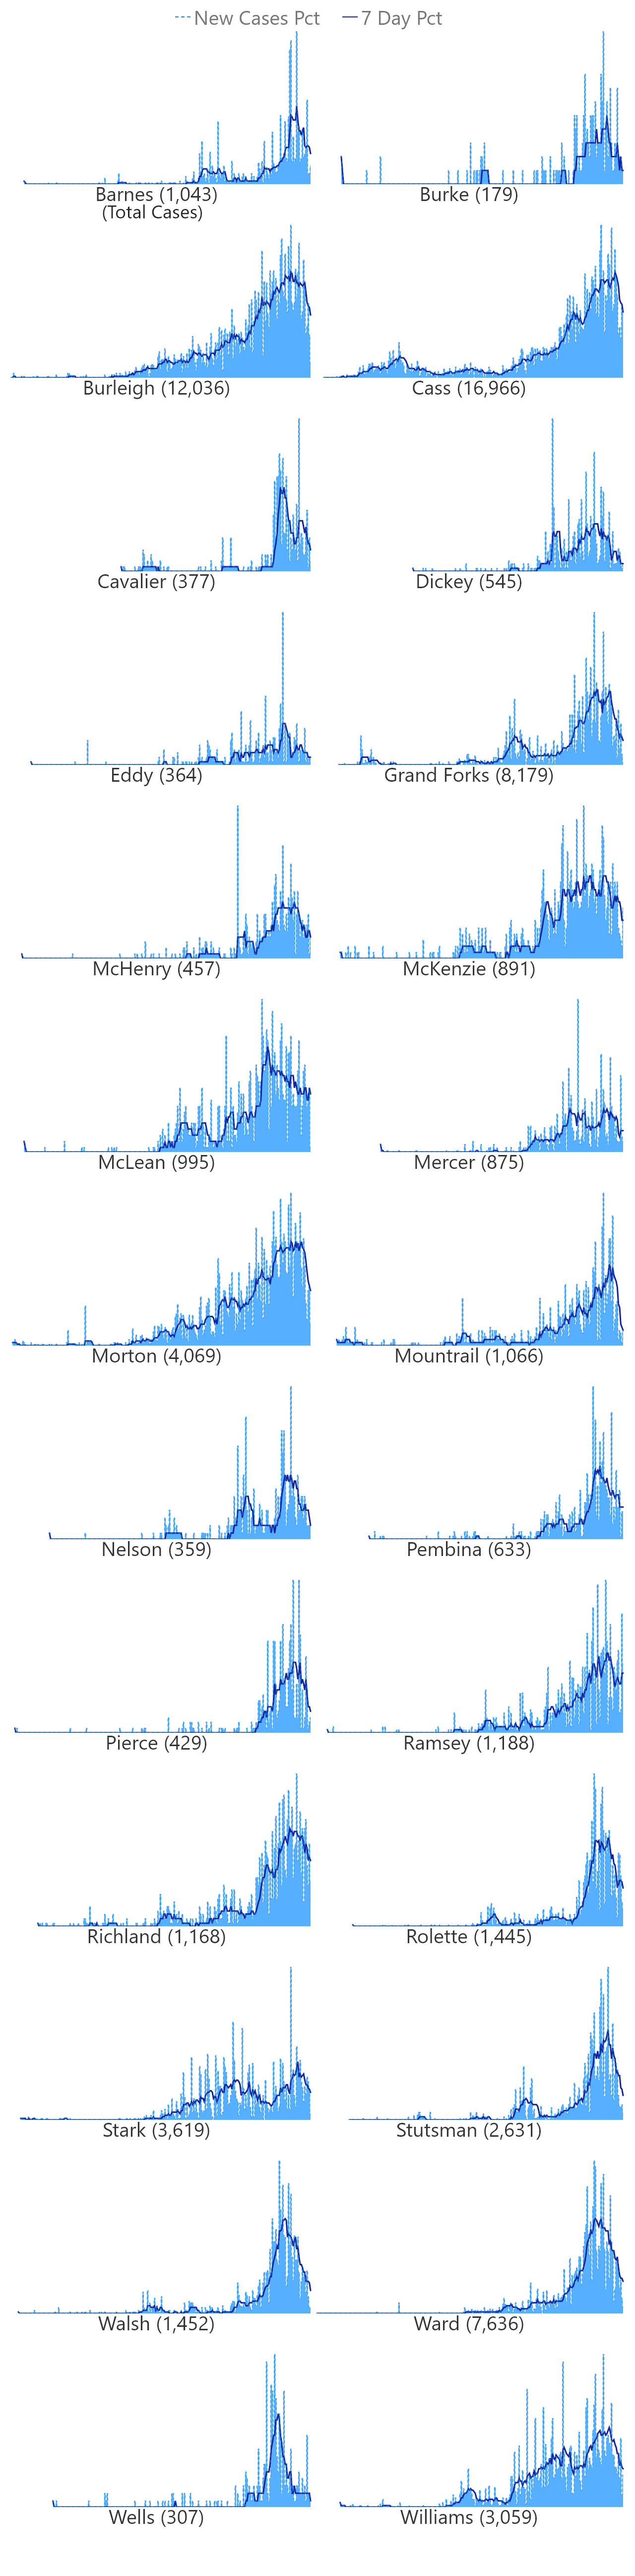 New Cases Pct 7 Day Pct
Barnes (1,043) Burke (179)
(Total Cases)
Burleigh (12,036) Cass (16,966)
Cavalier (377) Dickey (545)
Eddy (364) Grand Forks (8,179)
McHenry (457) McKenzie (891)
McLean (995) Mercer (875)
Morton (4,069) Mountrail (1,066)
Nelson (359) Pembina (633)
Pierce (429) Ramsey (1,188)
Richland (1,168) Rolette (1,445)
Stark (3,619) Stutsman (2,631)
Walsh (1,452) Ward (7,636)
Wells (307) Williams (3,059)